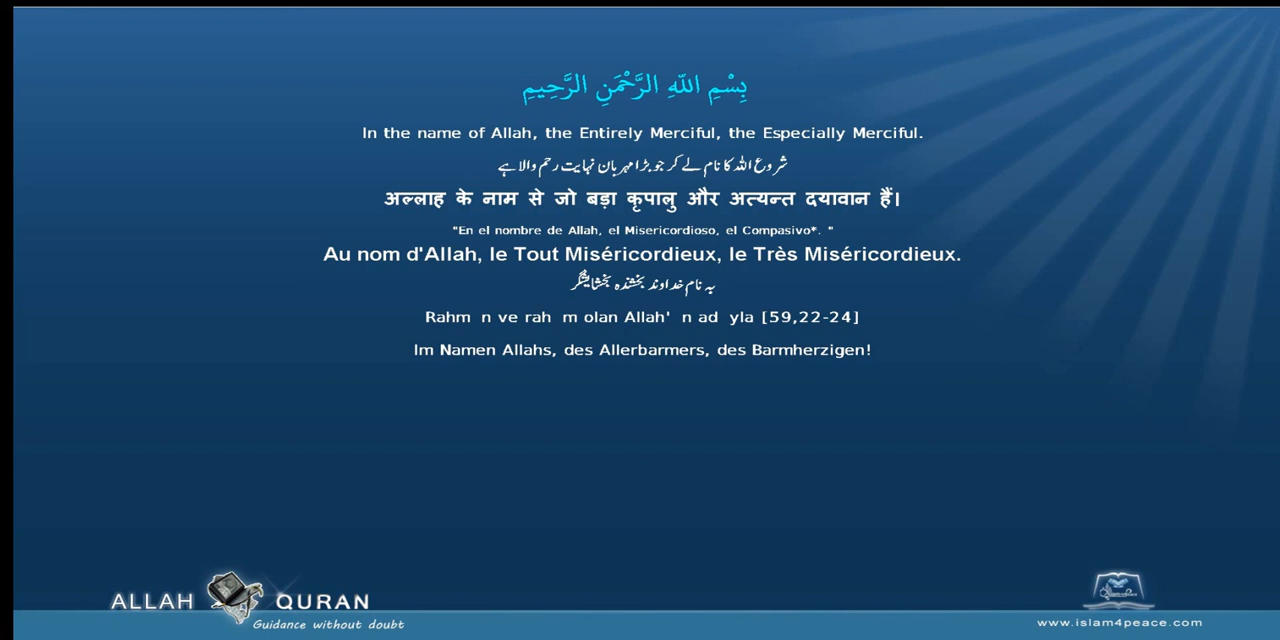 بِسْمِ اللَّهِ الرَّحْمَنِ الرَّحِيمِ
In the name of Allah, the Entirely Merciful, the Especially Merciful.
شروع الله کا نام لے کر جو بڑا مہربان نہایت رحم والا ہے
अल्लाह के नाम से जो बड़ा कृपालु और अत्यन्त दयावान हैं।
"En el nombre de Allah, el Misericordioso, el Compasivo*. "
Au nom d'Allah, le Tout Miséricordieux, le Très Miséricordieux.
به نام خداوند بخشنده بخشایشگر
Rahm n ve rah m olan Allah' n ad yla [59,22-24]
Im Namen Allahs, des Allerbarmers, des Barmherzigen!
ALLAH QURAN
Guidance without doubt
www.islam4peace.com